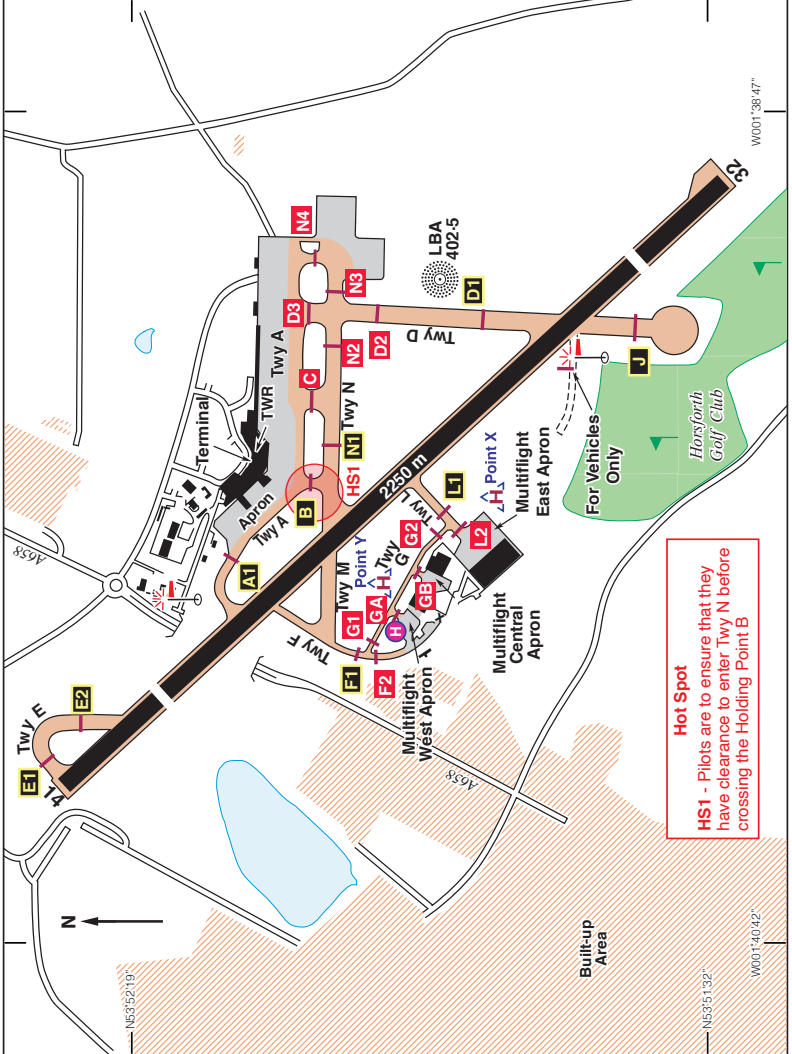 N
N53°52'19"
N53°51'32"
W001°40'42"
W001°38'47"
A658
A658
14
32
2250 m
Twy E
E1
E2
A1
Terminal
TWR
Apron
Twy A
Twy A
B
HS1
C
D3
N4
N3
N2
N1
Twy N
D2
Twy D
D1
LBA
402·5
J
Horsforth
Golf Club
For Vehicles
Only
Twy M
Twy F
F1
F2
G1
GA
Point Y
H
Twy
G
H
GB
G2
Twy L
L1
L2
H
Point X
Multiflight
East Apron
Multiflight
Central
Apron
Multiflight
West Apron
Built-up
Area
Hot Spot
HS1 - Pilots are to ensure that they
have clearance to enter Twy N before
crossing the Holding Point B